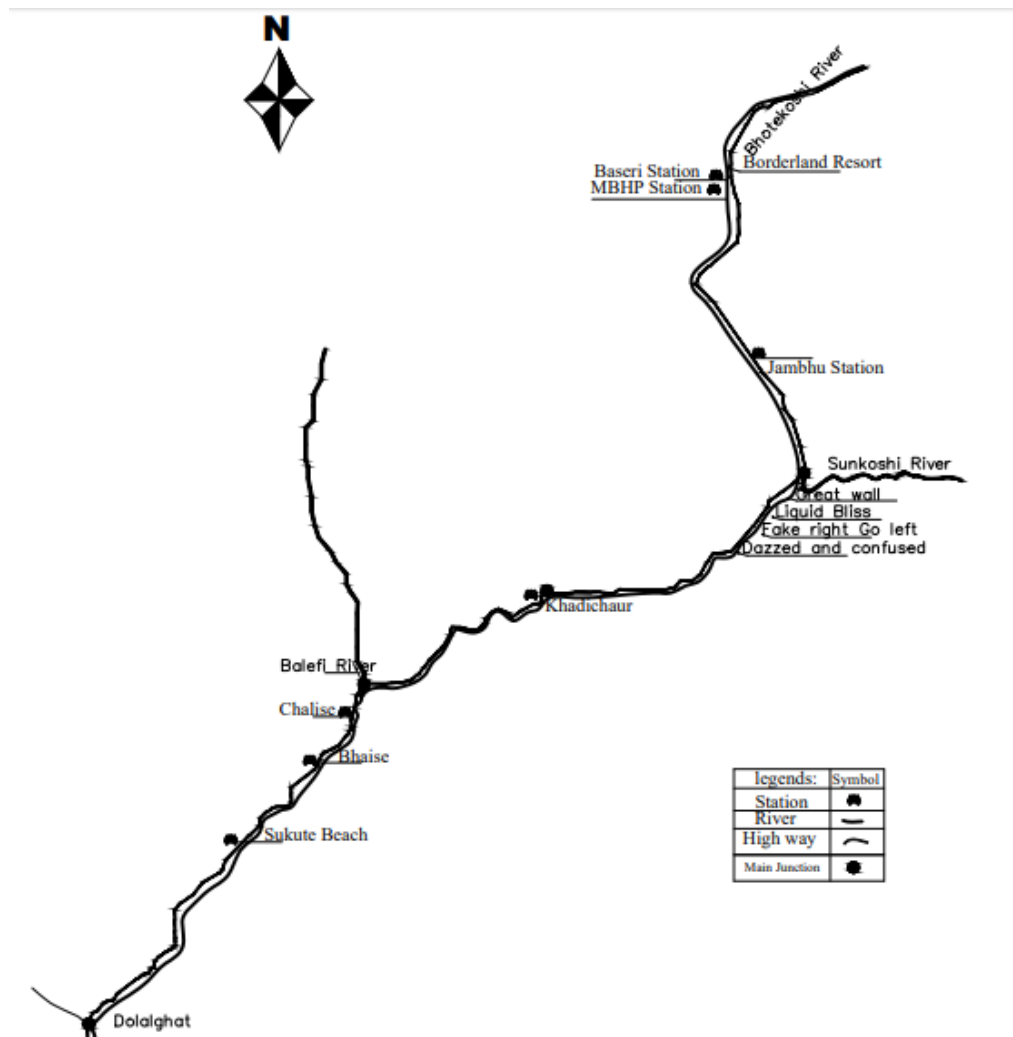 N
Bhotekoshi River
Borderland Resort
Baseri Station
MBHP Station
Jambhu Station
Sunkoshi River
Great wall
Liquid Bliss
Fake right Go left
Dazzed and confused
Khadichaur
Balefi River
Chalise
Bhaise
Sukute Beach
Dolalghat
legends: Symbol
Station
River
High way
Main Junction